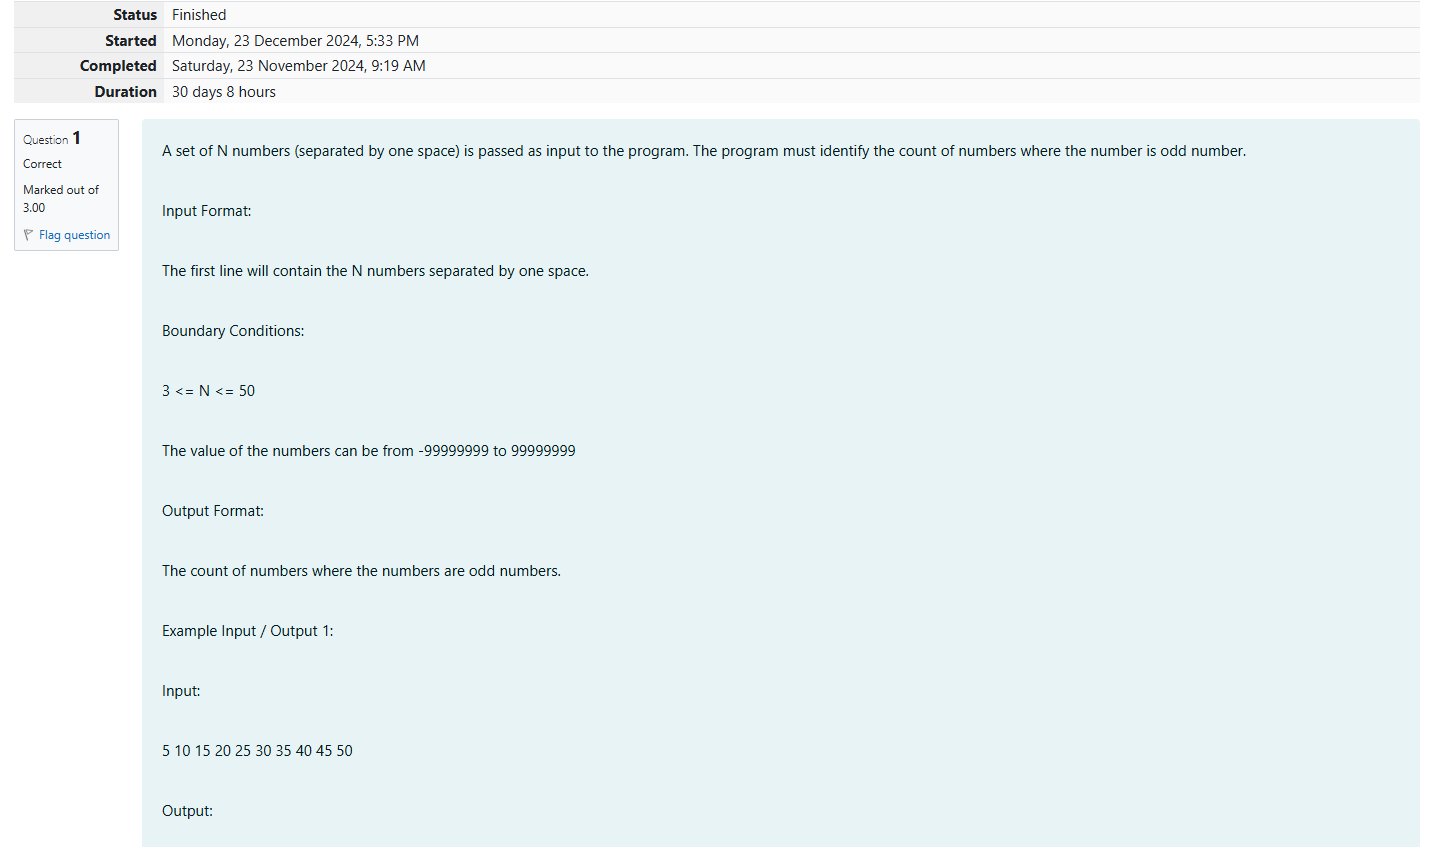 Status Finished
Started Monday, 23 December 2024, 5:33 PM
Completed Saturday, 23 November 2024, 9:19 AM
Duration 30 days 8 hours
Question 1
Correct
Marked out of
3.00
Flag question
A set of N numbers (separated by one space) is passed as input to the program. The program must identify the count of numbers where the number is odd number.
Input Format:
The first line will contain the N numbers separated by one space.
Boundary Conditions:
3 <= N <= 50
The value of the numbers can be from -99999999 to 99999999
Output Format:
The count of numbers where the numbers are odd numbers.
Example Input / Output 1:
Input:
5 10 15 20 25 30 35 40 45 50
Output: